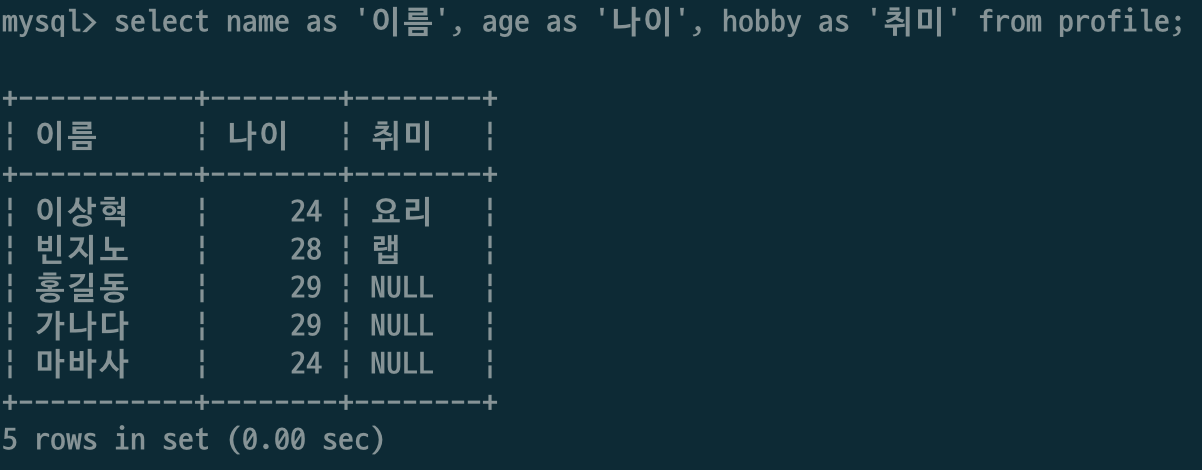 mysql> select name as '이름', age as '나이', hobby as '취미' from profile;
+-----------+--------+--------+
| 이름      | 나이   | 취미   |
+-----------+--------+--------+
| 이상혁    |     24 | 요리   |
| 빈지노    |     28 | 랩     |
| 홍길동    |     29 | NULL   |
| 가나다    |     29 | NULL   |
| 마바사    |     24 | NULL   |
+-----------+--------+--------+
5 rows in set (0.00 sec)